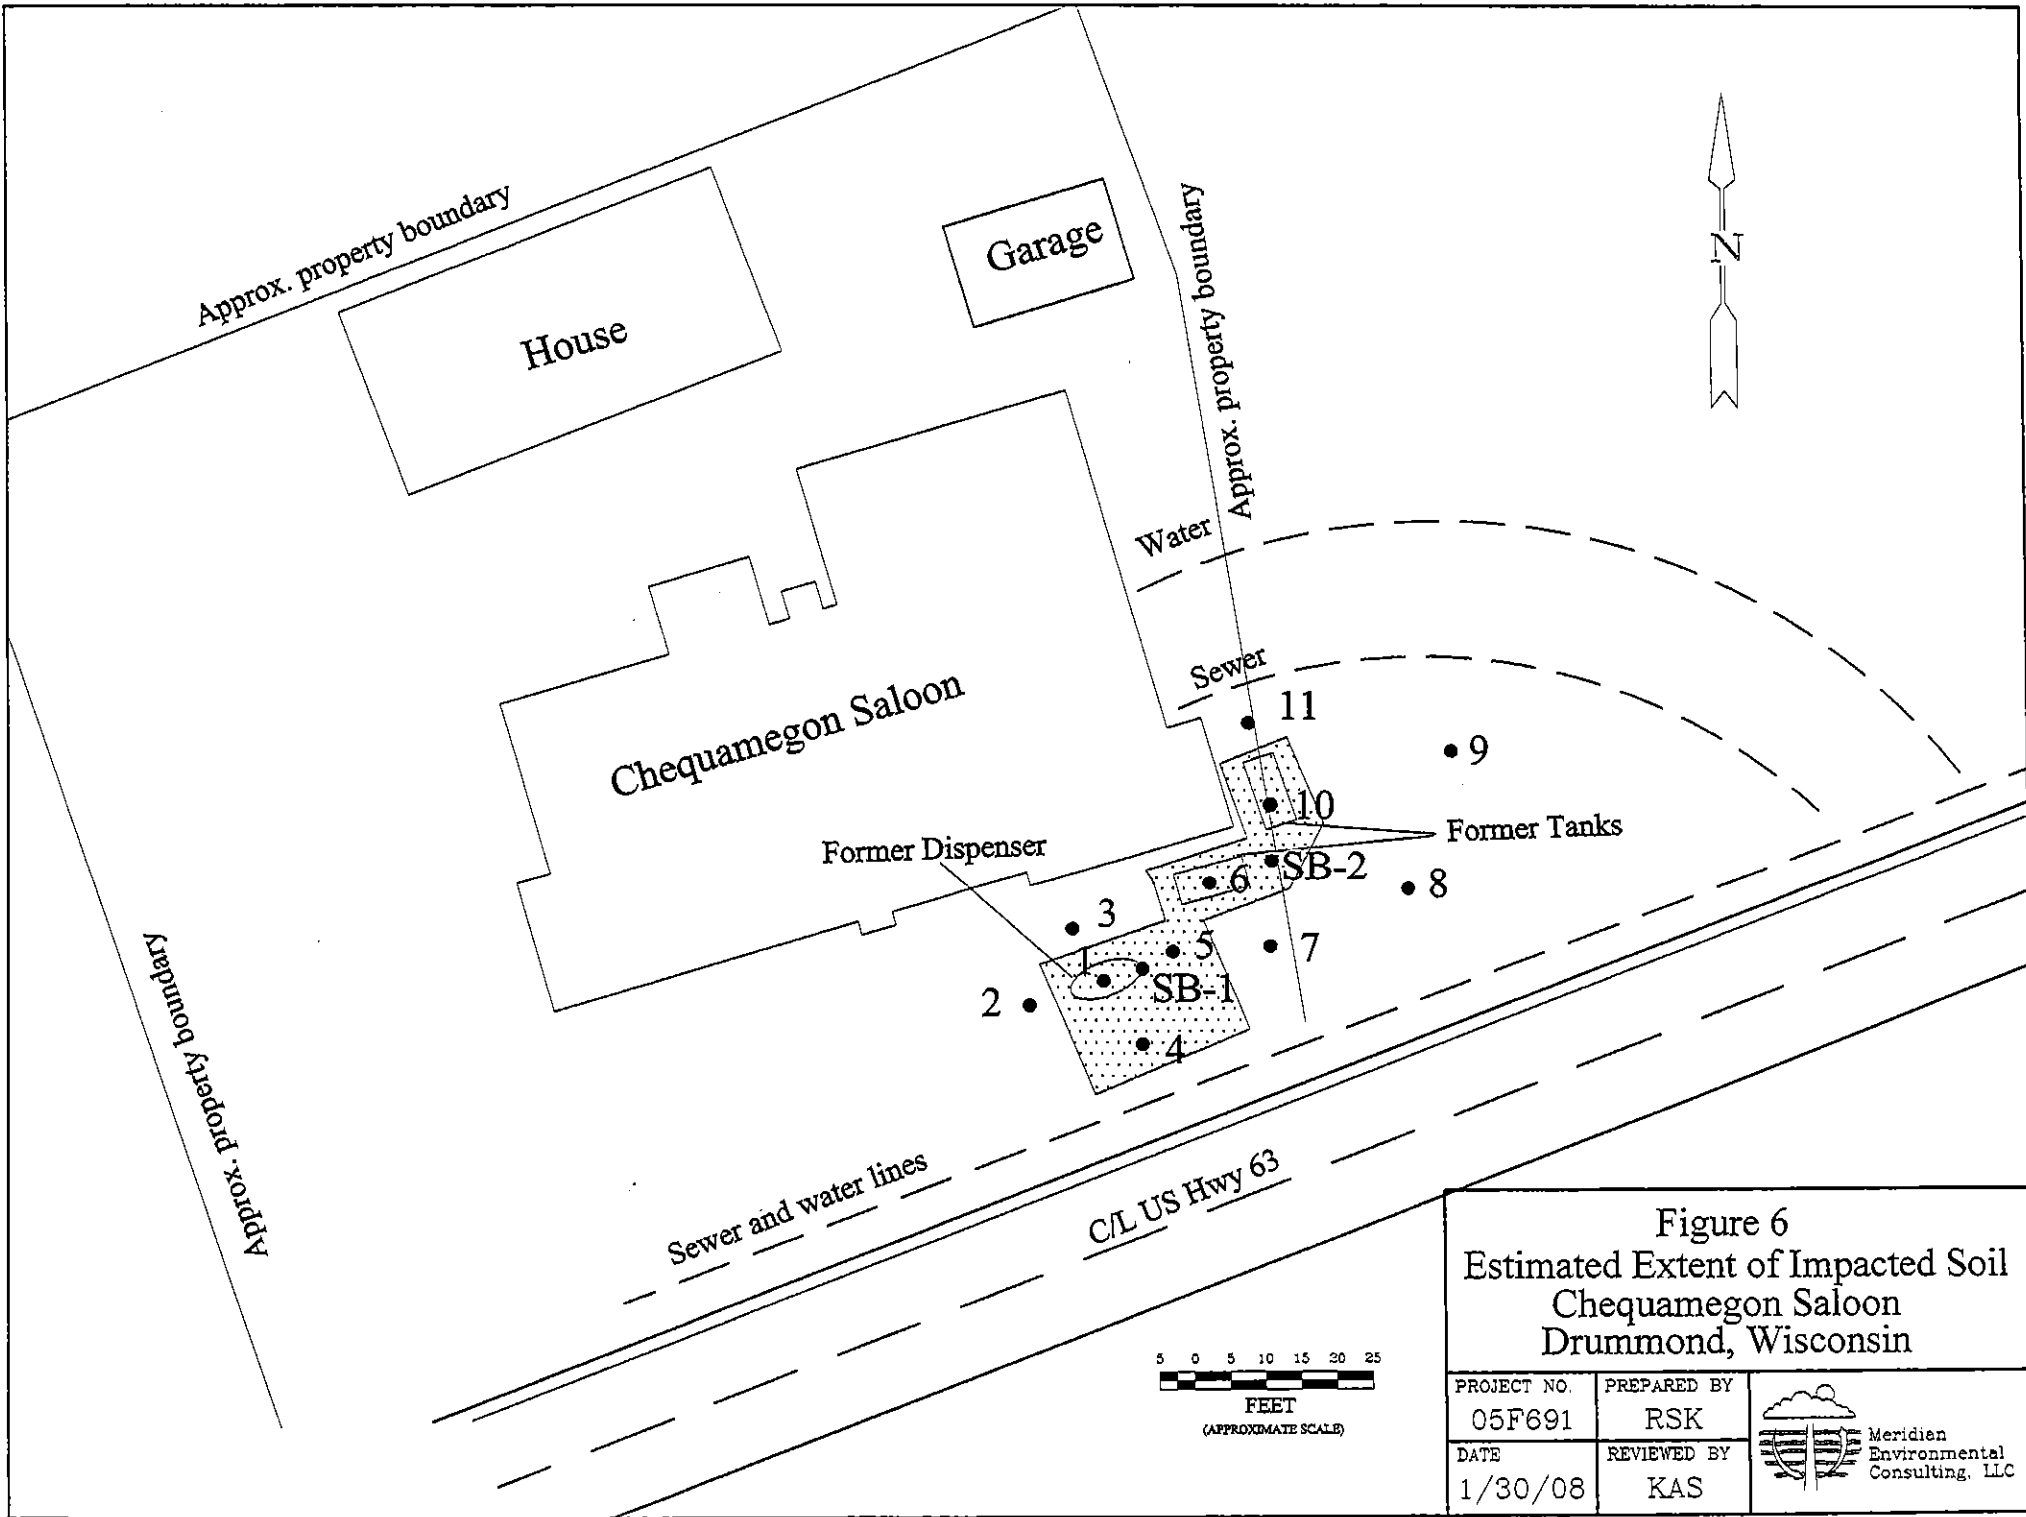 Approx. property boundary
House
Garage
Approx. property boundary
Water
Sewer
11
9
Chequamegon Saloon
10
Former Tanks
Former Dispenser
SB-2
6
8
3
5
7
1
SB-1
2
4
Approx. property boundary
Sewer and water lines
C/L US Hwy 63
N
5 0 5 10 15 20 25
FEET
(APPROXIMATE SCALE)
Figure 6
Estimated Extent of Impacted Soil
Chequamegon Saloon
Drummond, Wisconsin
PROJECT NO.
05F691
PREPARED BY
RSK
DATE
1/30/08
REVIEWED BY
KAS
Meridian
Environmental
Consulting, LLC